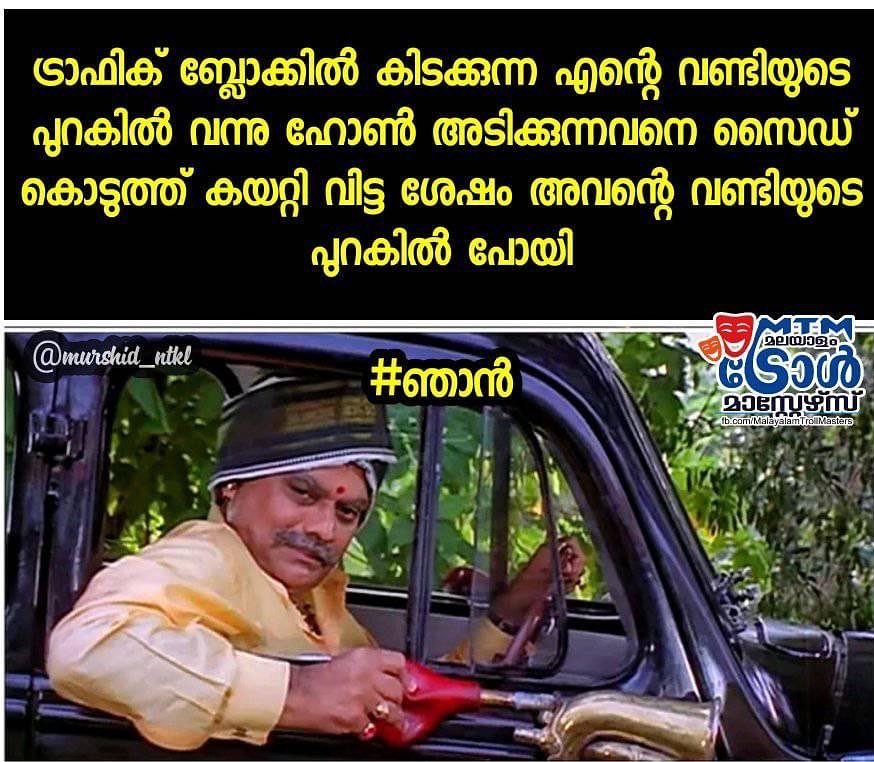 ട്രാഫിക് ബ്ലോക്കിൽ കിടക്കുന്ന എന്റെ വണ്ടിയുടെ
പുറകിൽ വന്നു ഹോൺ അടിക്കുന്നവനെ സൈഡ്
കൊടുത്ത് കയറ്റി വിട്ട ശേഷം അവന്റെ വണ്ടിയുടെ
പുറകിൽ പോയി
@murshid_ntkl
#ഞാൻ
MTM
മലയാളം
ട്രോൾ
മാസ്റ്റേഴ്സ്
fb.com/MalayalamTrollMasters